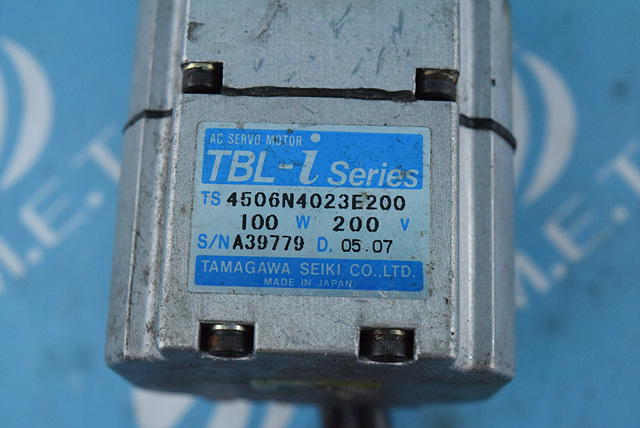 AC SERVO MOTOR
TBL-i Series
TS 4506N4023E200
100 W 200 V
S/N A39779 D. 05.07
TAMAGAWA SEIKI CO.,LTD.
MADE IN JAPAN